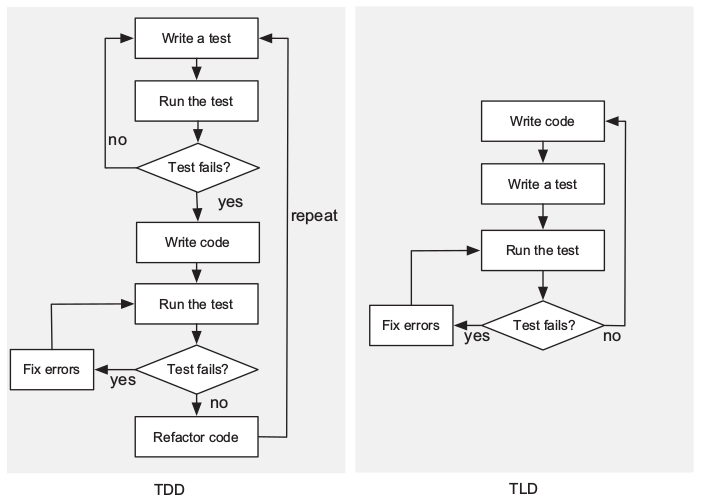 Write a test
Run the test
no
Test fails?
yes
repeat
Write code
Run the test
Fix errors
yes
Test fails?
no
Refactor code
TDD
Write code
Write a test
Run the test
Fix errors
yes
Test fails?
no
TLD